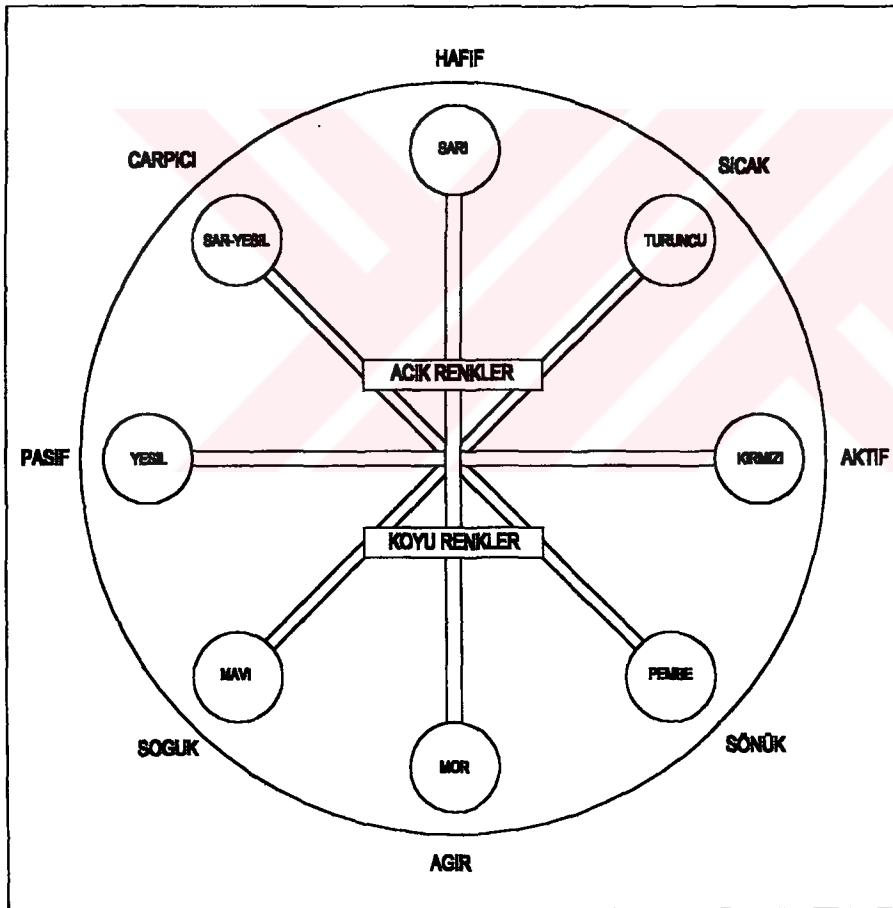 HAFIF
CARPICI
SARI
SICAK
SARI-YESIL
TURUNCU
ACIK RENKLER
PASIF
YESIL
KIRMIZI
AKTIF
KOYU RENKLER
MAVI
PEMBE
SOGUK
MOR
SÖNÜK
AGIR